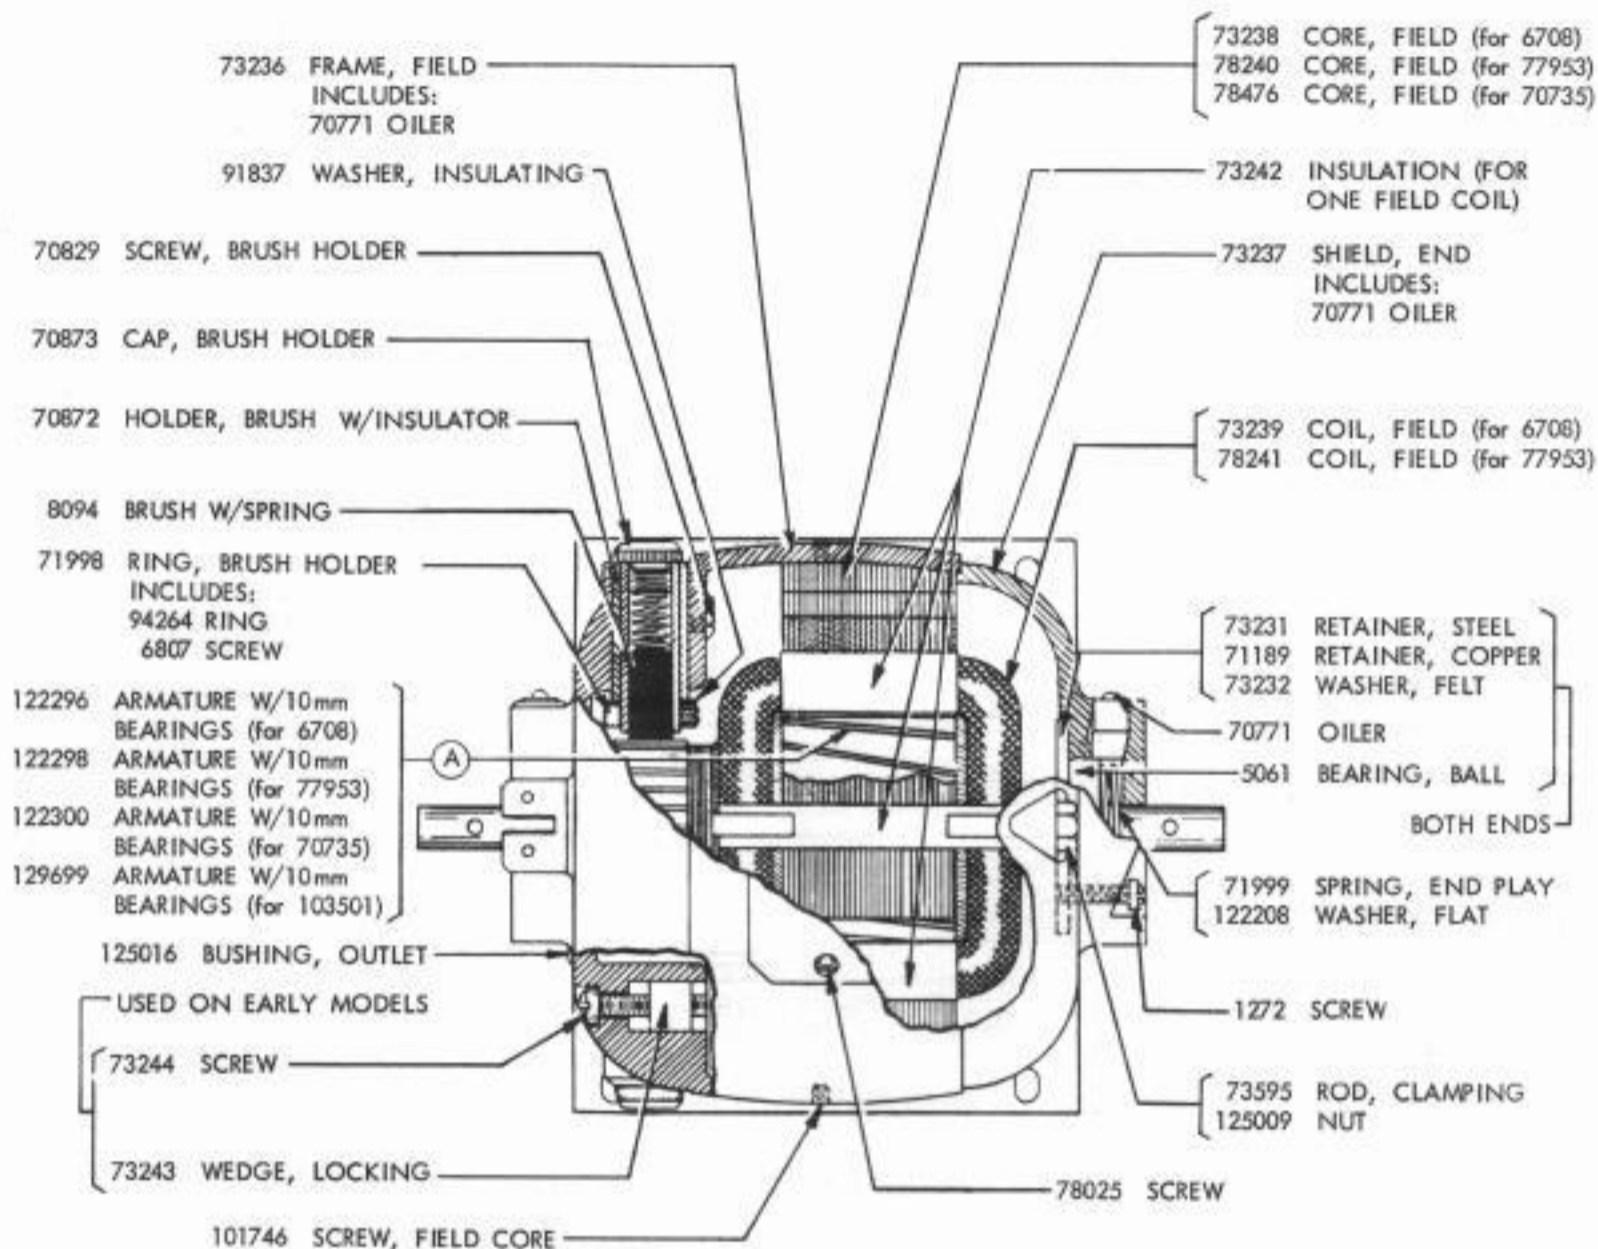 73236 FRAME, FIELD
INCLUDES:
70771 OILER
91837 WASHER, INSULATING
70829 SCREW, BRUSH HOLDER
70873 CAP, BRUSH HOLDER
70872 HOLDER, BRUSH W/INSULATOR
8094 BRUSH W/SPRING
71998 RING, BRUSH HOLDER
INCLUDES:
94264 RING
6807 SCREW
122296 ARMATURE W/10mm
BEARINGS (for 6708)
122298 ARMATURE W/10mm
BEARINGS (for 77953)
122300 ARMATURE W/10mm
BEARINGS (for 70735)
129699 ARMATURE W/10mm
BEARINGS (for 103501)
A
125016 BUSHING, OUTLET
USED ON EARLY MODELS
73244 SCREW
73243 WEDGE, LOCKING
101746 SCREW, FIELD CORE
73238 CORE, FIELD (for 6708)
78240 CORE, FIELD (for 77953)
78476 CORE, FIELD (for 70735)
73242 INSULATION (FOR
ONE FIELD COIL)
73237 SHIELD, END
INCLUDES:
70771 OILER
73239 COIL, FIELD (for 6708)
78241 COIL, FIELD (for 77953)
73231 RETAINER, STEEL
71189 RETAINER, COPPER
73232 WASHER, FELT
70771 OILER
5061 BEARING, BALL
BOTH ENDS
71999 SPRING, END PLAY
122208 WASHER, FLAT
1272 SCREW
73595 ROD, CLAMPING
125009 NUT
78025 SCREW